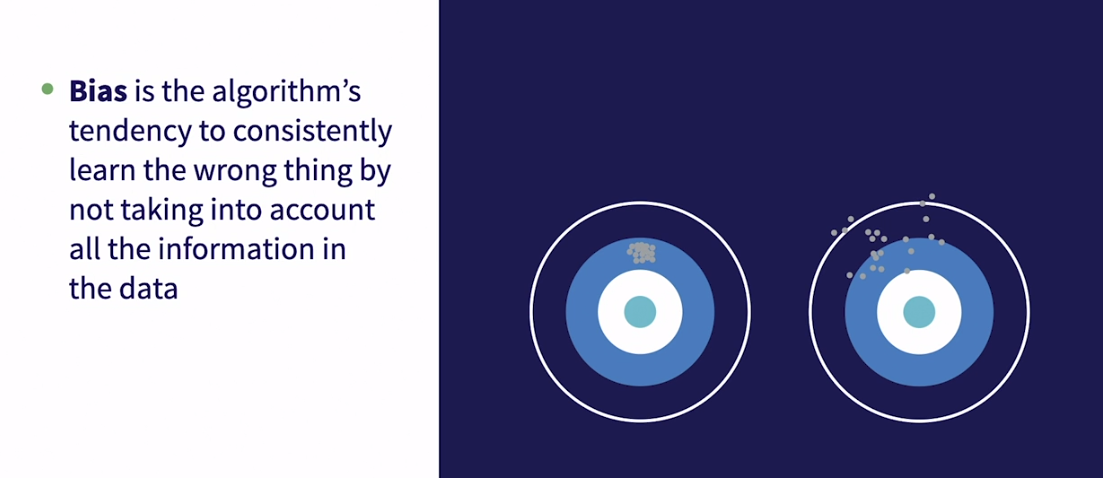 Bias is the algorithm’s
tendency to consistently
learn the wrong thing by
not taking into account
all the information in
the data